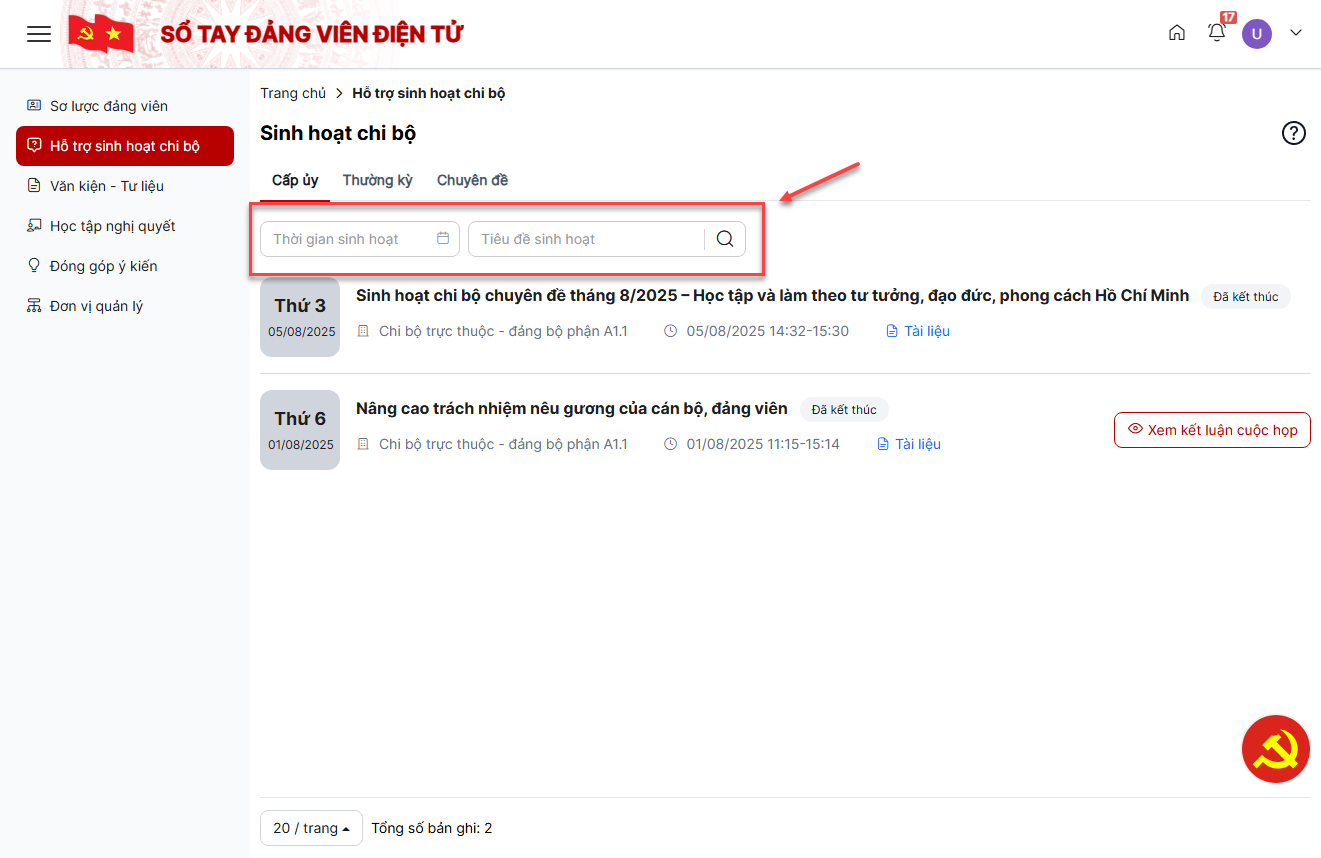 SỔ TAY ĐẢNG VIÊN ĐIỆN TỬ
17
U
Sơ lược đảng viên
Hỗ trợ sinh hoạt chi bộ
Văn kiện - Tư liệu
Học tập nghị quyết
Đóng góp ý kiến
Đơn vị quản lý
Trang chủ > Hỗ trợ sinh hoạt chi bộ
Sinh hoạt chi bộ
Cấp ủy Thường kỳ Chuyên đề
Thời gian sinh hoạt Tiêu đề sinh hoạt
Thứ 3
05/08/2025
Sinh hoạt chi bộ chuyên đề tháng 8/2025 – Học tập và làm theo tư tưởng, đạo đức, phong cách Hồ Chí Minh Đã kết thúc
Chi bộ trực thuộc - đảng bộ phận A1.1 05/08/2025 14:32-15:30 Tài liệu
Thứ 6
01/08/2025
Nâng cao trách nhiệm nêu gương của cán bộ, đảng viên Đã kết thúc
Chi bộ trực thuộc - đảng bộ phận A1.1 01/08/2025 11:15-15:14 Tài liệu
Xem kết luận cuộc họp
20 / trang Tổng số bản ghi: 2